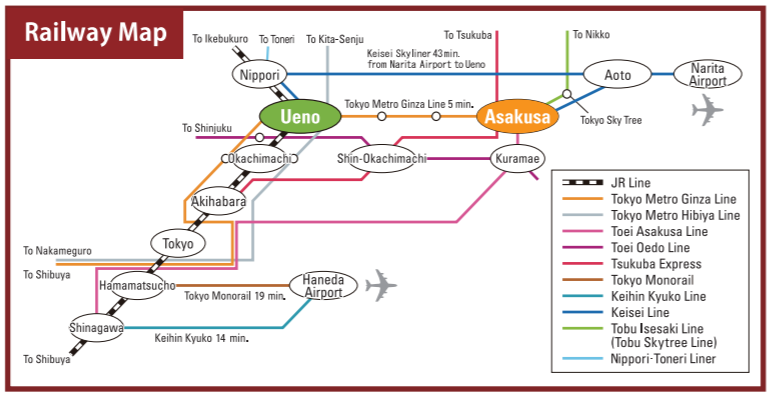 Railway Map
To Ikebukuro
To Toneri
To Kita-Senju
To Tsukuba
To Nikko
Keisei Skyliner 43 min.
from Narita Airport to Ueno
Nippori
Aoto
Narita
Airport
Tokyo Metro Ginza Line 5 min.
Ueno
Asakusa
Tokyo Sky Tree
To Shinjuku
Okachimachi
Shin-Okachimachi
Kuramae
Akihabara
Tokyo
To Nakameguro
To Shibuya
Hamamatsucho
Tokyo Monorail 19 min.
Haneda
Airport
Shinagawa
Keihin Kyuko 14 min.
To Shibuya
JR Line
Tokyo Metro Ginza Line
Tokyo Metro Hibiya Line
Toei Asakusa Line
Toei Oedo Line
Tsukuba Express
Tokyo Monorail
Keihin Kyuko Line
Keisei Line
Tobu Isesaki Line
(Tobu Skytree Line)
Nippori-Toneri Liner